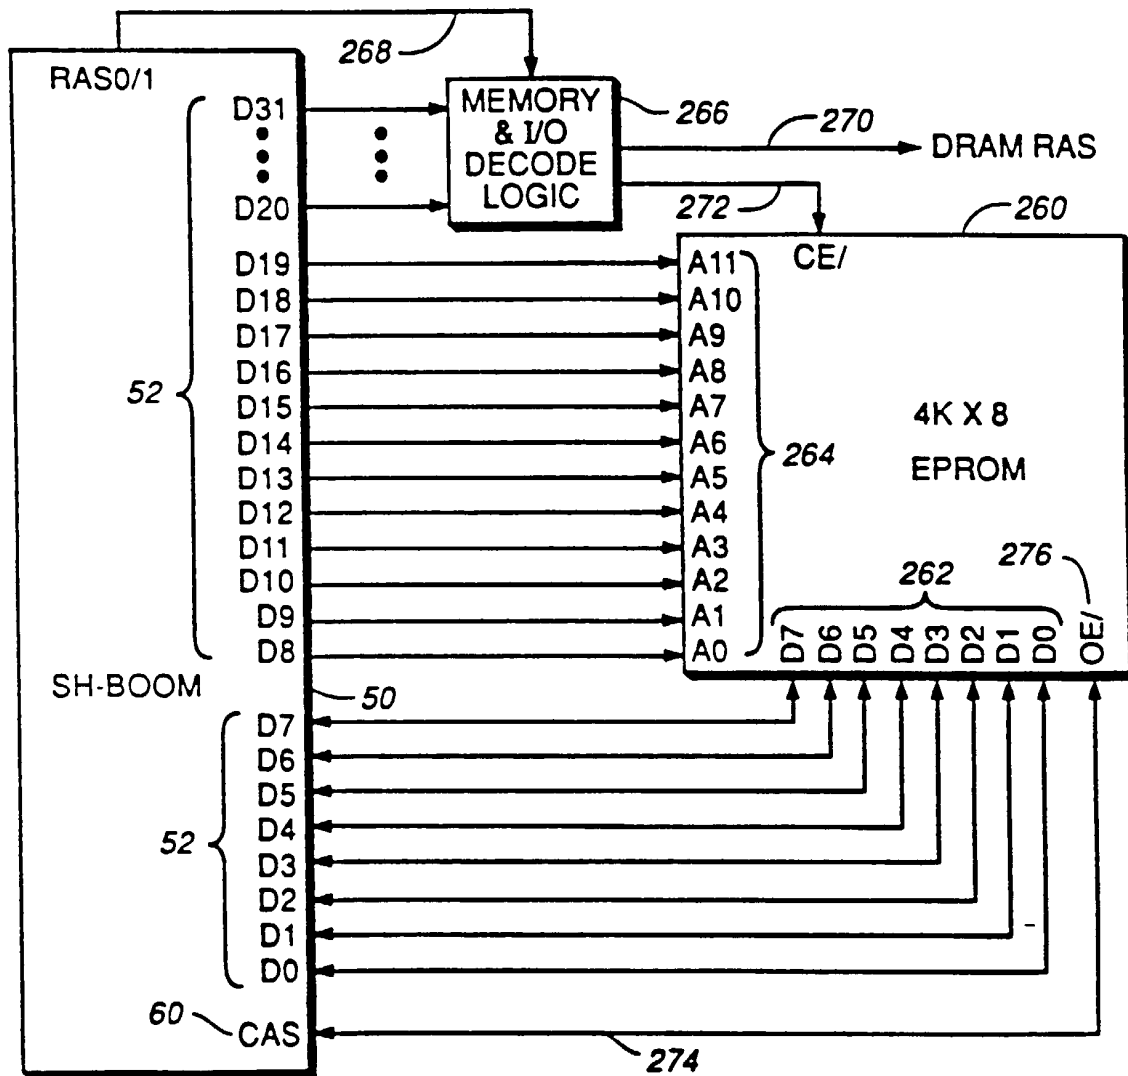 268
RAS0/1
D31
MEMORY
& I/O
DECODE
LOGIC
266
270
DRAM RAS
D20
272
260
CE/
D19
A11
D18
A10
D17
A9
D16
A8
52
D15
A7
4K X 8
D14
A6
264
EPROM
D13
A5
D12
A4
D11
A3
276
D10
A2
262
D9
A1
D8
A0
D7
D6
D5
D4
D3
D2
D1
D0
OE/
SH-BOOM
50
D7
D6
D5
D4
52
D3
D2
D1
D0
60
CAS
274